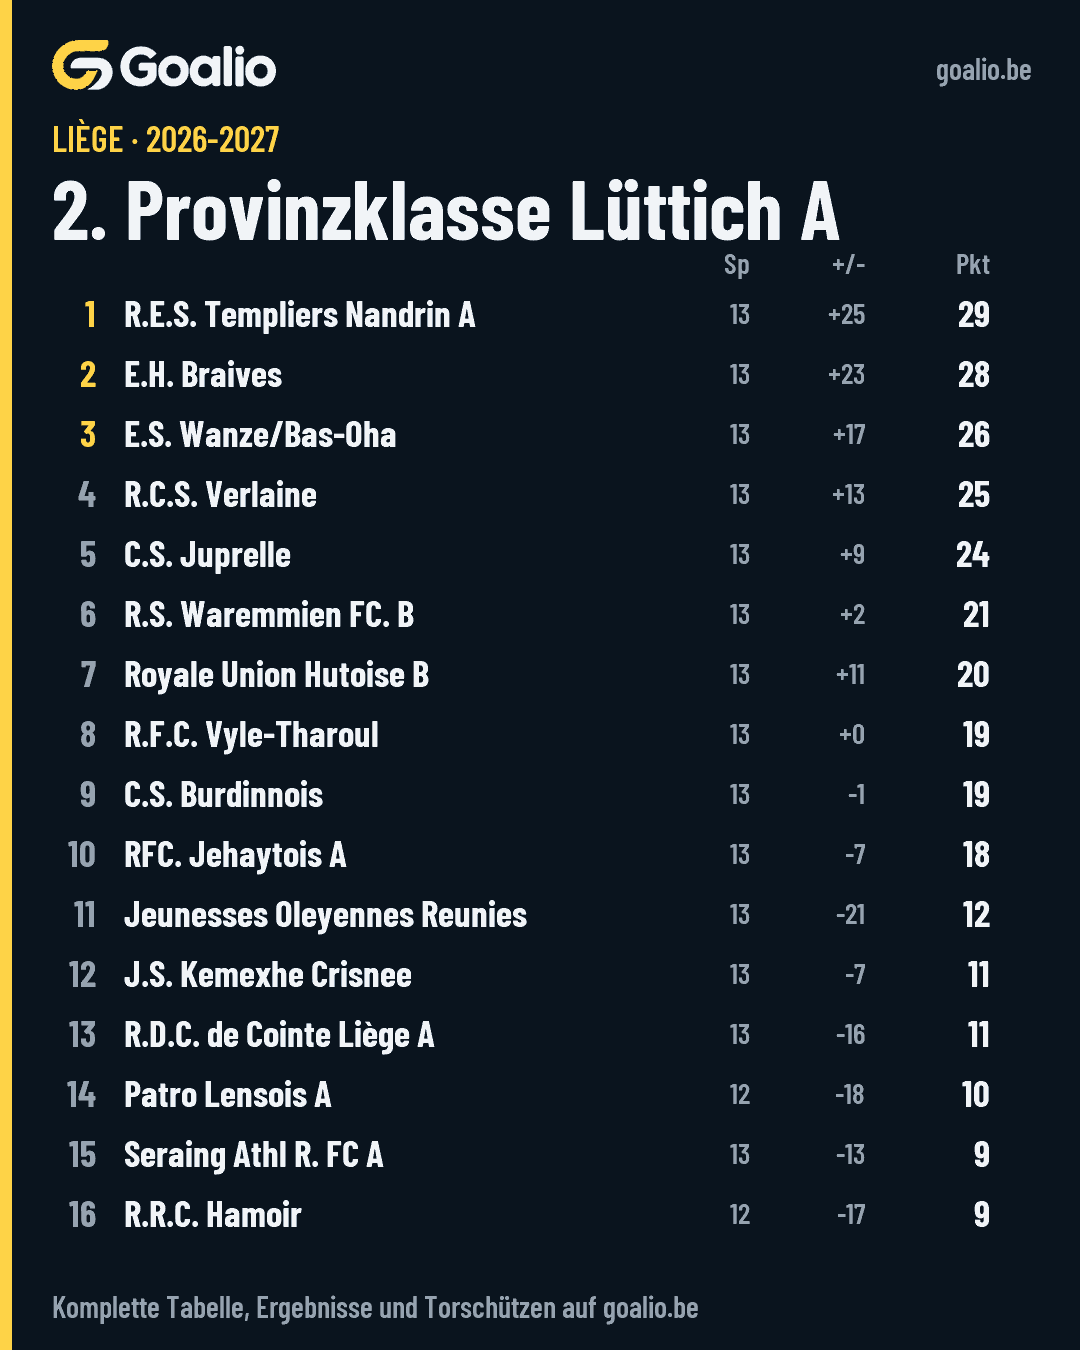 Goalio
goalio.be
LIÈGE · 2026-2027
2. Provinzklasse Lüttich A
Sp +/- Pkt
1 R.E.S. Templiers Nandrin A 13 +25 29
2 E.H. Braives 13 +23 28
3 E.S. Wanze/Bas-Oha 13 +17 26
4 R.C.S. Verlaine 13 +13 25
5 C.S. Juprelle 13 +9 24
6 R.S. Waremmien FC. B 13 +2 21
7 Royale Union Hutoise B 13 +11 20
8 R.F.C. Vyle-Tharoul 13 +0 19
9 C.S. Burdinnois 13 -1 19
10 RFC. Jehaytois A 13 -7 18
11 Jeunesses Oleyennes Reunies 13 -21 12
12 J.S. Kemexhe Crisnee 13 -7 11
13 R.D.C. de Cointe Liège A 13 -16 11
14 Patro Lensois A 12 -18 10
15 Seraing Athl R. FC A 13 -13 9
16 R.R.C. Hamoir 12 -17 9
Komplette Tabelle, Ergebnisse und Torschützen auf goalio.be